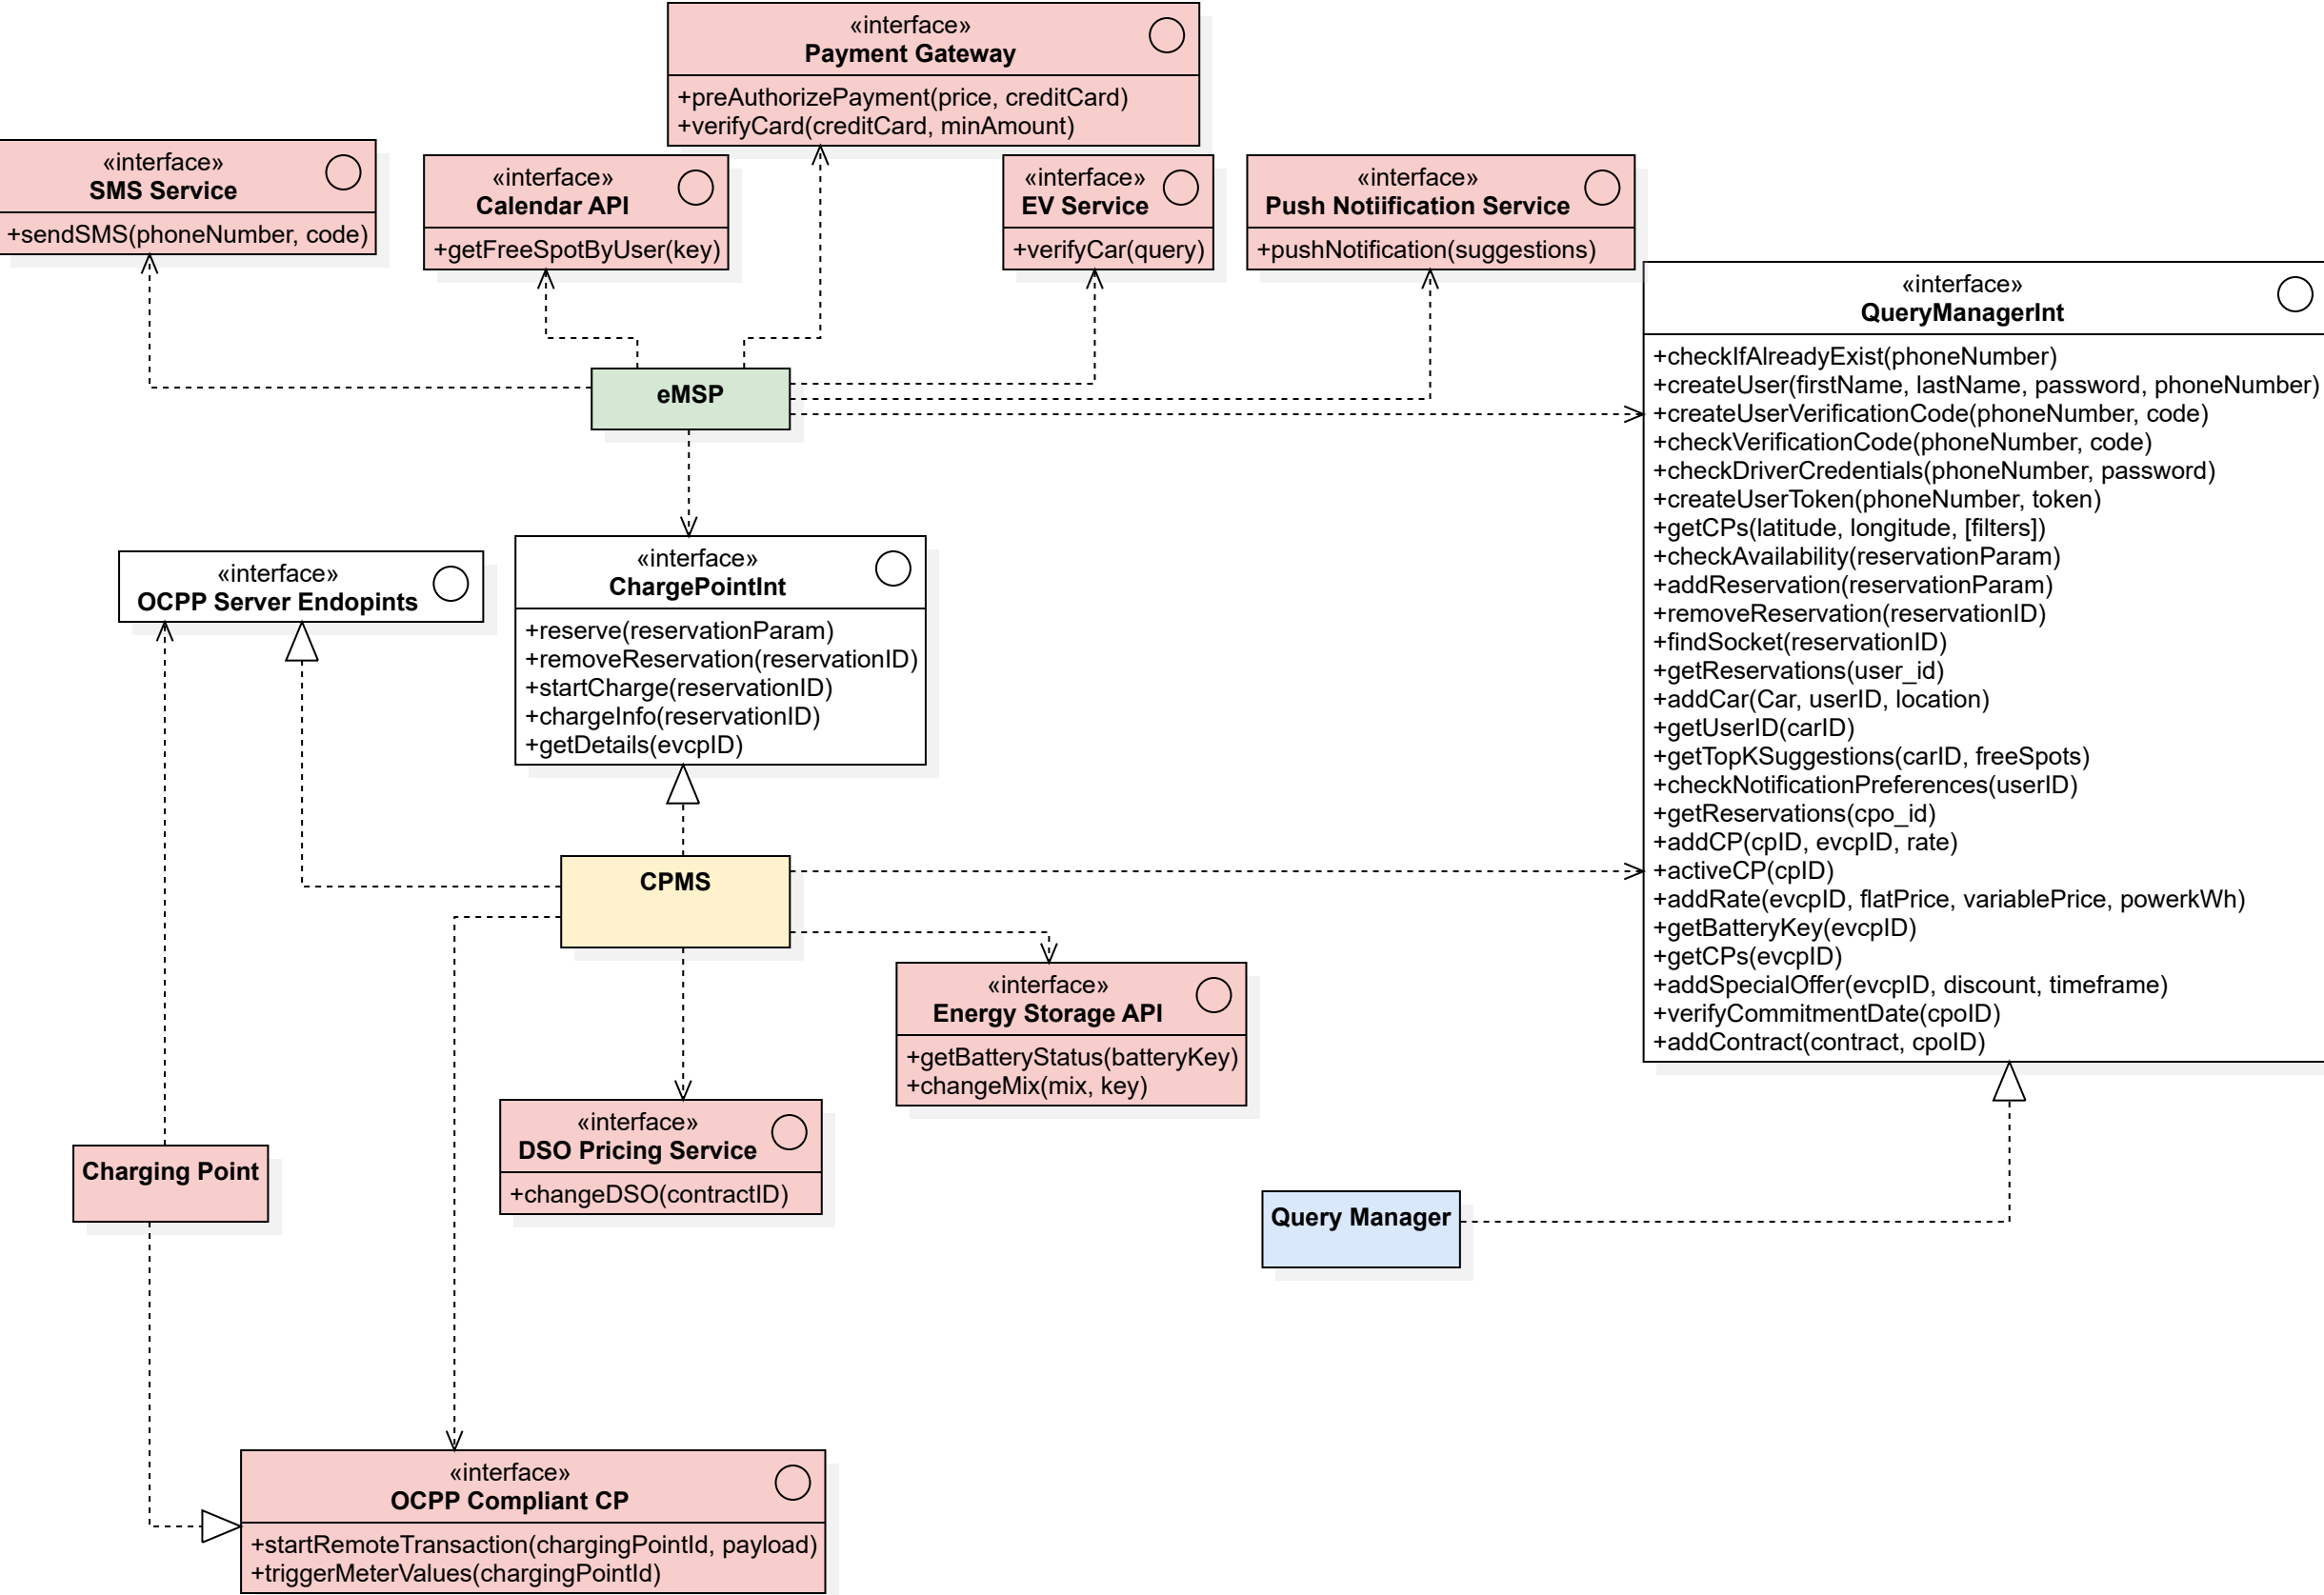 «interface»
Payment Gateway
+preAuthorizePayment(price, creditCard)
+verifyCard(creditCard, minAmount)
«interface»
SMS Service
+sendSMS(phoneNumber, code)
«interface»
Calendar API
+getFreeSpotByUser(key)
«interface»
EV Service
+verifyCar(query)
«interface»
Push Notiification Service
+pushNotification(suggestions)
«interface»
QueryManagerInt
+checkIfAlreadyExist(phoneNumber)
+createUser(firstName, lastName, password, phoneNumber)
+createUserVerificationCode(phoneNumber, code)
+checkVerificationCode(phoneNumber, code)
+checkDriverCredentials(phoneNumber, password)
+createUserToken(phoneNumber, token)
+getCPs(latitude, longitude, [filters])
+checkAvailability(reservationParam)
+addReservation(reservationParam)
+removeReservation(reservationID)
+findSocket(reservationID)
+getReservations(user_id)
+addCar(Car, userID, location)
+getUserID(carID)
+getTopKSuggestions(carID, freeSpots)
+checkNotificationPreferences(userID)
+getReservations(cpo_id)
+addCP(cpID, evcpID, rate)
+activeCP(cpID)
+addRate(evcpID, flatPrice, variablePrice, powerkWh)
+getBatteryKey(evcpID)
+getCPs(evcpID)
+addSpecialOffer(evcpID, discount, timeframe)
+verifyCommitmentDate(cpoID)
+addContract(contract, cpoID)
eMSP
«interface»
OCPP Server Endopints
«interface»
ChargePointInt
+reserve(reservationParam)
+removeReservation(reservationID)
+startCharge(reservationID)
+chargeInfo(reservationID)
+getDetails(evcpID)
CPMS
«interface»
Energy Storage API
+getBatteryStatus(batteryKey)
+changeMix(mix, key)
«interface»
DSO Pricing Service
+changeDSO(contractID)
Charging Point
Query Manager
«interface»
OCPP Compliant CP
+startRemoteTransaction(chargingPointId, payload)
+triggerMeterValues(chargingPointId)